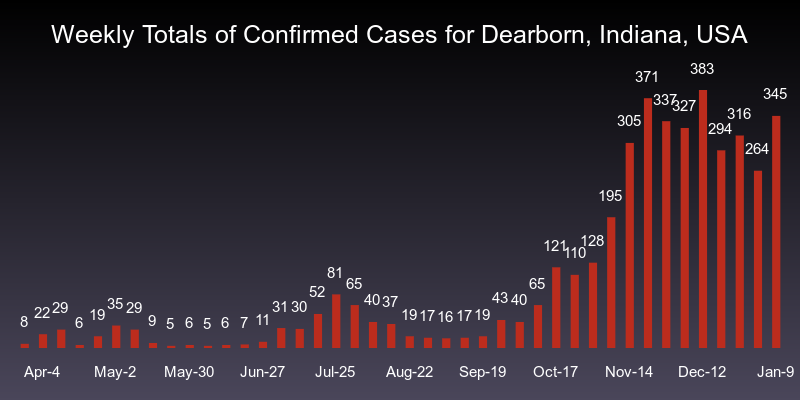 Weekly Totals of Confirmed Cases for Dearborn, Indiana, USA
8 22 29 6 19 35 29 9 5 6 5 6 7 11 31 30 52 81 65 40 37 19 17 16 17 19 43 40 65 121 110 128 195 305 371 337 327 383 294 316 264 345
Apr-4 May-2 May-30 Jun-27 Jul-25 Aug-22 Sep-19 Oct-17 Nov-14 Dec-12 Jan-9